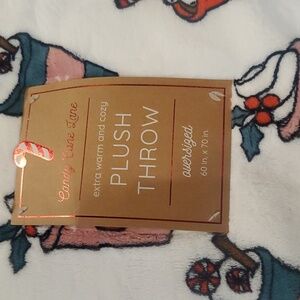 Candy Cane Lane
extra warm and cozy
PLUSH
THROW
oversized
60 in. x 70 in.